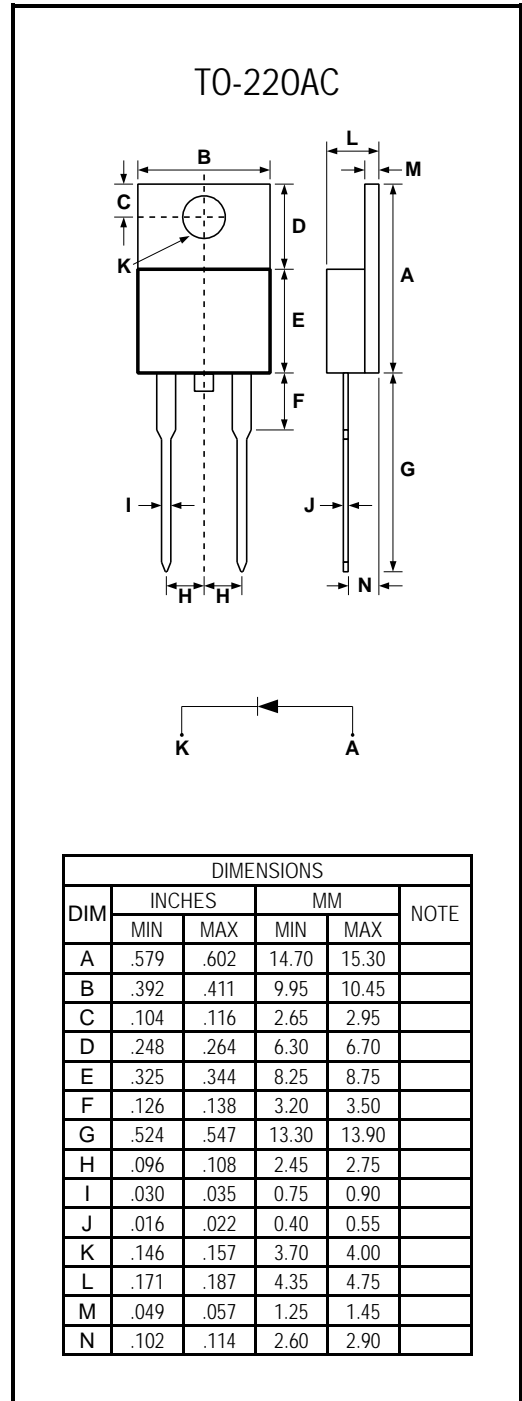 TO-220AC
B
L
M
C
D
K
A
E
F
G
I
J
H H
N
K A
DIMENSIONS
DIM INCHES MM NOTE
MIN MAX MIN MAX
A .579 .602 14.70 15.30
B .392 .411 9.95 10.45
C .104 .116 2.65 2.95
D .248 .264 6.30 6.70
E .325 .344 8.25 8.75
F .126 .138 3.20 3.50
G .524 .547 13.30 13.90
H .096 .108 2.45 2.75
I .030 .035 0.75 0.90
J .016 .022 0.40 0.55
K .146 .157 3.70 4.00
L .171 .187 4.35 4.75
M .049 .057 1.25 1.45
N .102 .114 2.60 2.90